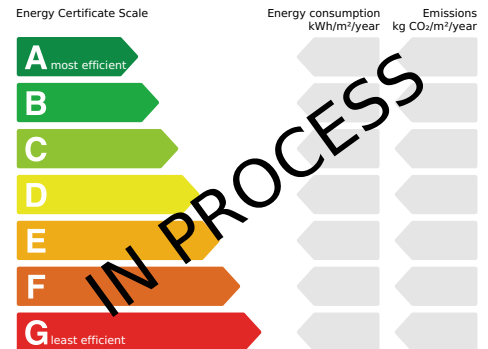 Energy Certificate Scale
Energy consumption
kWh/m²/year
Emissions
kg CO₂/m²/year
A most efficient
B
C
D
E
F
G least efficient
IN PROCESS